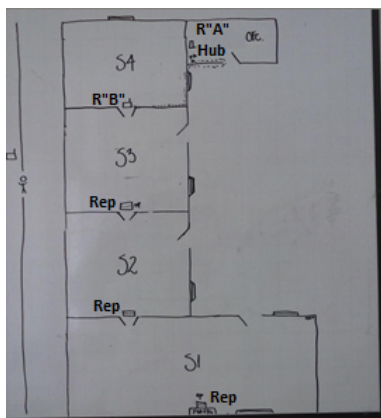 R"A"
Ofc.
Hub
S4
R"B"
S3
Rep
S2
Rep
S1
Rep